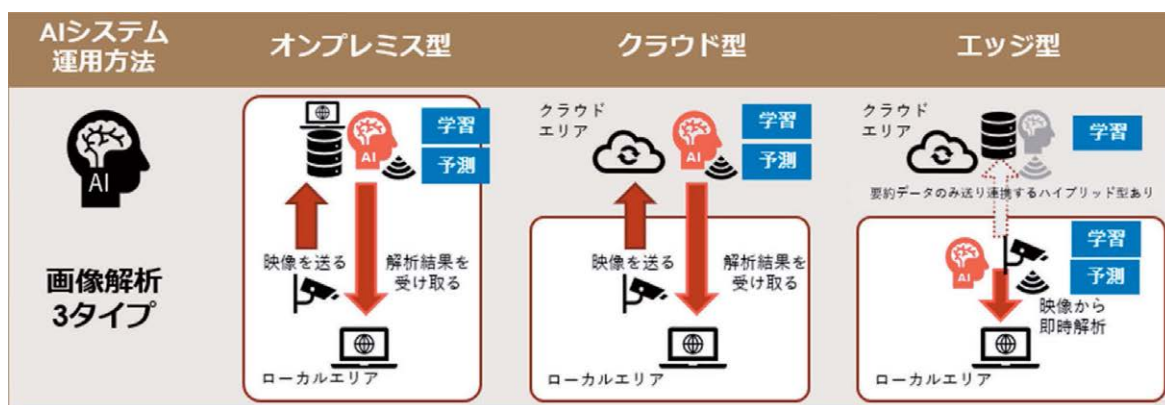 AIシステム
運用方法
オンプレミス型
クラウド型
エッジ型
AI
画像解析
3タイプ
AI
学習
予測
映像を送る
解析結果を
受け取る
ローカルエリア
クラウド
エリア
AI
学習
予測
映像を送る
解析結果を
受け取る
ローカルエリア
クラウド
エリア
AI
学習
要約データのみ送り連携するハイブリッド型あり
AI
学習
予測
映像から
即時解析
ローカルエリア